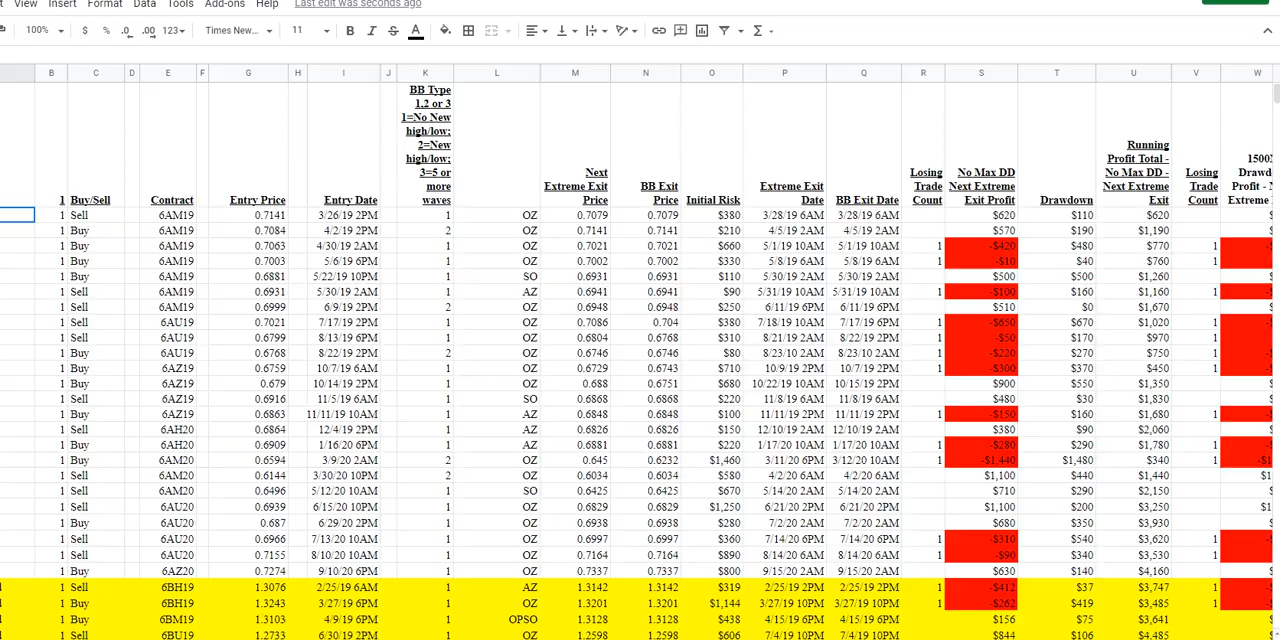 View Insert Format Data Tools Add-ons Help Last edit was seconds ago
100% $ % .0 .00 123 Times New... 11 B I S A
B C D E F G H I J K L M N O P Q R S T U V W
1 Buy/Sell Contract Entry Price Entry Date BB Type 1,2 or 3 1=No New high/low; 2=New high/low; 3=5 or more waves Next Extreme Exit Price BB Exit Price Initial Risk Extreme Exit Date BB Exit Date Losing Trade Count No Max DD Next Extreme Exit Profit Drawdown Running Profit Total - No Max DD - Next Extreme Exit Losing Trade Count
1 Sell 6AM19 0.7141 3/26/19 2PM 1 OZ 0.7079 0.7079 $380 3/28/19 6AM 3/28/19 6AM $620 $110 $620
1 Buy 6AM19 0.7084 4/2/19 2PM 2 OZ 0.7141 0.7141 $210 4/5/19 2AM 4/5/19 2AM $570 $190 $1,190
1 Buy 6AM19 0.7063 4/30/19 2AM 1 OZ 0.7021 0.7021 $660 5/1/19 10AM 5/1/19 10AM 1 -$420 $480 $770 1
1 Buy 6AM19 0.7003 5/6/19 6PM 1 OZ 0.7002 0.7002 $330 5/8/19 6AM 5/8/19 6AM 1 -$10 $40 $760 1
1 Buy 6AM19 0.6881 5/22/19 10PM 1 SO 0.6931 0.6931 $110 5/30/19 2AM 5/30/19 2AM $500 $500 $1,260
1 Sell 6AM19 0.6931 5/30/19 2AM 1 AZ 0.6941 0.6941 $90 5/31/19 10AM 5/31/19 10AM 1 -$100 $160 $1,160 1
1 Sell 6AM19 0.6999 6/9/19 2PM 2 OZ 0.6948 0.6948 $250 6/11/19 6PM 6/11/19 6PM $510 $0 $1,670
1 Sell 6AU19 0.7021 7/17/19 2PM 1 OZ 0.7086 0.704 $380 7/18/19 10AM 7/17/19 6PM 1 -$650 $670 $1,020 1
1 Sell 6AU19 0.6799 8/13/19 6PM 1 OZ 0.6804 0.6768 $310 8/21/19 2AM 8/22/19 2PM 1 -$50 $170 $970 1
1 Buy 6AU19 0.6768 8/22/19 2PM 2 OZ 0.6746 0.6746 $80 8/23/10 2AM 8/23/10 2AM 1 -$220 $270 $750 1
1 Buy 6AZ19 0.6759 10/7/19 6AM 1 OZ 0.6729 0.6743 $710 10/9/19 2PM 10/7/19 2PM 1 -$300 $370 $450 1
1 Sell 6AZ19 0.679 10/14/19 2PM 1 OZ 0.688 0.6751 $680 10/22/19 10AM 10/15/19 2PM $900 $550 $1,350
1 Sell 6AZ19 0.6916 11/5/19 6AM 1 SO 0.6868 0.6868 $220 11/8/19 6AM 11/8/19 6AM $480 $30 $1,830
1 Buy 6AZ19 0.6863 11/11/19 10AM 1 AZ 0.6848 0.6848 $100 11/11/19 2PM 11/11/19 2PM 1 -$150 $160 $1,680 1
1 Sell 6AH20 0.6864 12/4/19 2PM 1 AZ 0.6826 0.6826 $150 12/10/19 2AM 12/10/19 2AM $380 $90 $2,060
1 Buy 6AH20 0.6909 1/16/20 6PM 1 AZ 0.6881 0.6881 $220 1/17/20 10AM 1/17/20 10AM 1 -$280 $290 $1,780 1
1 Buy 6AM20 0.6594 3/9/20 2AM 2 OZ 0.645 0.6232 $1,460 3/11/20 6PM 3/12/20 10AM 1 -$1,440 $1,480 $340 1
1 Sell 6AM20 0.6144 3/30/20 10PM 2 OZ 0.6034 0.6034 $580 4/2/20 6AM 4/2/20 6AM $1,100 $440 $1,440
1 Sell 6AM20 0.6496 5/12/20 10AM 1 SO 0.6425 0.6425 $670 5/14/20 2AM 5/14/20 2AM $710 $290 $2,150
1 Sell 6AU20 0.6939 6/15/20 10PM 1 OZ 0.6829 0.6829 $1,250 6/21/20 2PM 6/21/20 2PM $1,100 $200 $3,250
1 Buy 6AU20 0.687 6/29/20 2PM 1 OZ 0.6938 0.6938 $280 7/2/20 2AM 7/2/20 2AM $680 $350 $3,930
1 Sell 6AU20 0.6966 7/13/20 10AM 1 OZ 0.6997 0.6997 $360 7/14/20 6PM 7/14/20 6PM 1 -$310 $540 $3,620 1
1 Sell 6AU20 0.7155 8/10/20 10AM 1 OZ 0.7164 0.7164 $890 8/14/20 6AM 8/14/20 6AM 1 -$90 $340 $3,530 1
1 Buy 6AZ20 0.7274 9/10/20 6PM 1 OZ 0.7337 0.7337 $800 9/15/20 2AM 9/15/20 2AM $630 $140 $4,160
1 Sell 6BH19 1.3076 2/25/19 6AM 1 AZ 1.3142 1.3142 $319 2/25/19 2PM 2/25/19 2PM 1 -$412 $37 $3,747 1
1 Buy 6BH19 1.3243 3/27/19 6PM 1 OZ 1.3201 1.3201 $1,144 3/27/19 10PM 3/27/19 10PM 1 -$262 $419 $3,485 1
1 Buy 6BM19 1.3103 4/9/19 6PM 1 OPSO 1.3128 1.3128 $438 4/15/19 6PM 4/15/19 6PM $156 $75 $3,641
1 Sell 6BU19 1.2733 6/30/19 2PM 1 OZ 1.2598 1.2598 $606 7/4/19 10PM 7/4/19 10PM $844 $106 $4,485